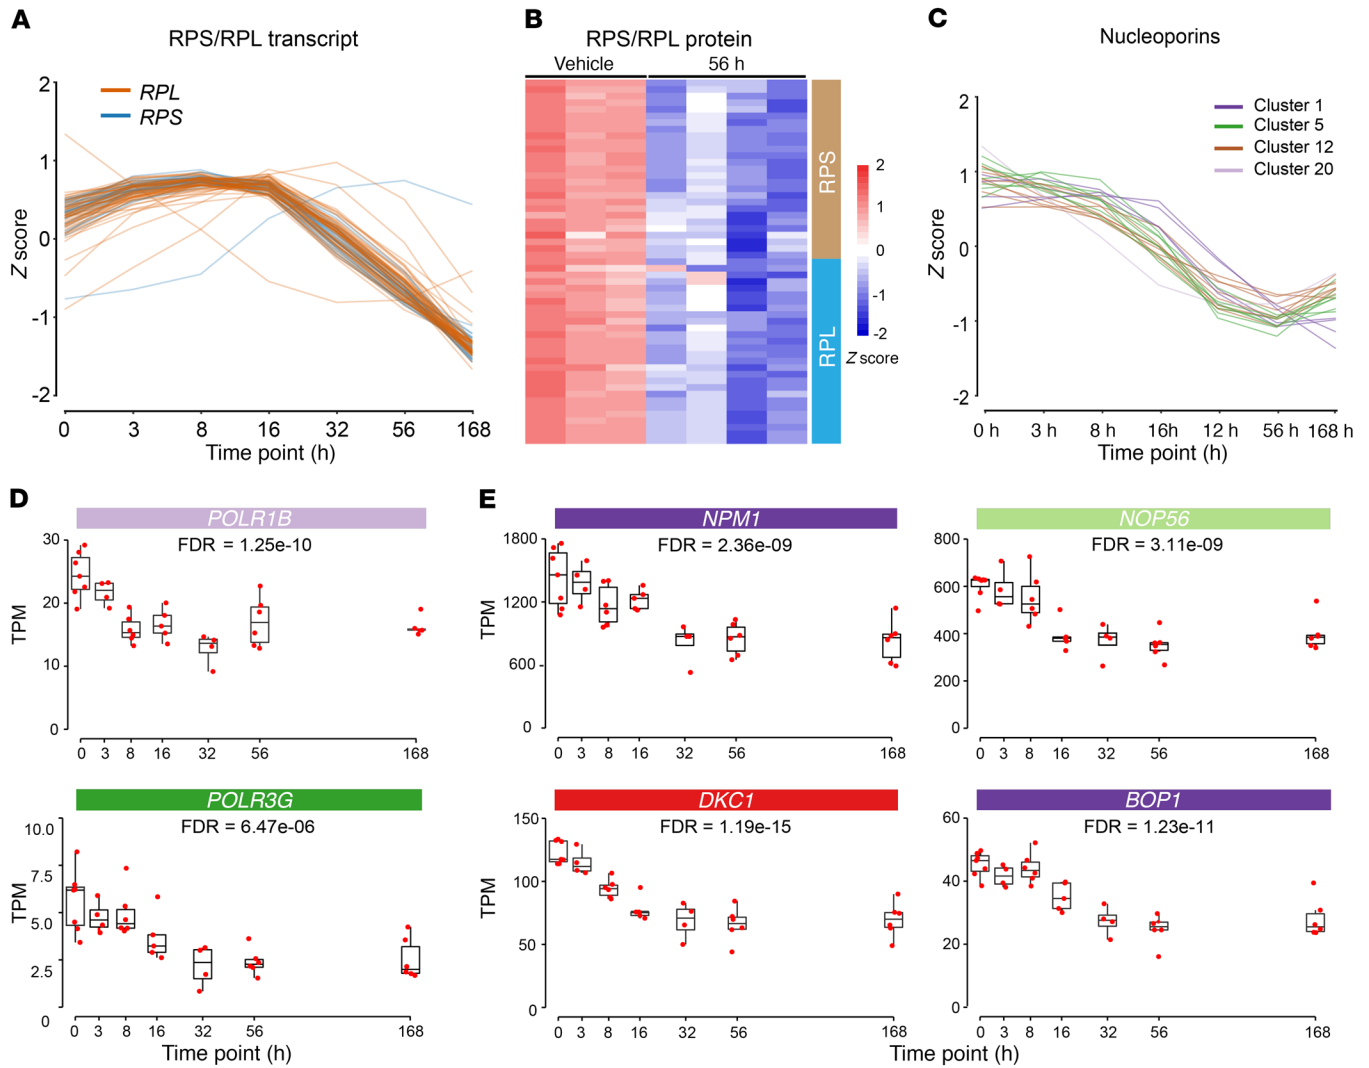 A
RPS/RPL transcript
RPL
RPS
2
1
0
-1
-2
Z score
0 3 8 16 32 56 168
Time point (h)
B
RPS/RPL protein
Vehicle 56 h
RPS
RPL
2
1
0
-1
-2
Z score
C
Nucleoporins
Cluster 1
Cluster 5
Cluster 12
Cluster 20
2
1
0
-1
-2
Z score
0 h 3 h 8 h 16h 12 h 56 h 168 h
Time point (h)
D
POLR1B
FDR = 1.25e-10
30
20
10
0
TPM
0 3 8 16 32 56 168
POLR3G
FDR = 6.47e-06
10.0
7.5
5.0
2.5
0
TPM
0 3 8 16 32 56 168
Time point (h)
E
NPM1
FDR = 2.36e-09
1800
1200
600
0
TPM
0 3 8 16 32 56 168
NOP56
FDR = 3.11e-09
800
600
400
200
0
0 3 8 16 32 56 168
DKC1
FDR = 1.19e-15
150
100
50
0
TPM
0 3 8 16 32 56 168
BOP1
FDR = 1.23e-11
60
40
20
0
0 3 8 16 32 56 168
Time point (h)